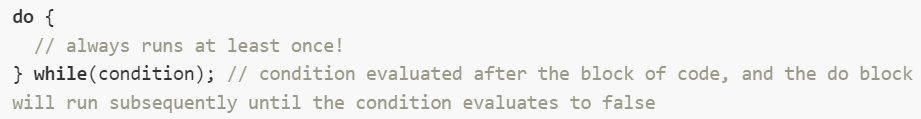 do {
  // always runs at least once!
} while(condition); // condition evaluated after the block of code, and the do block
will run subsequently until the condition evaluates to false